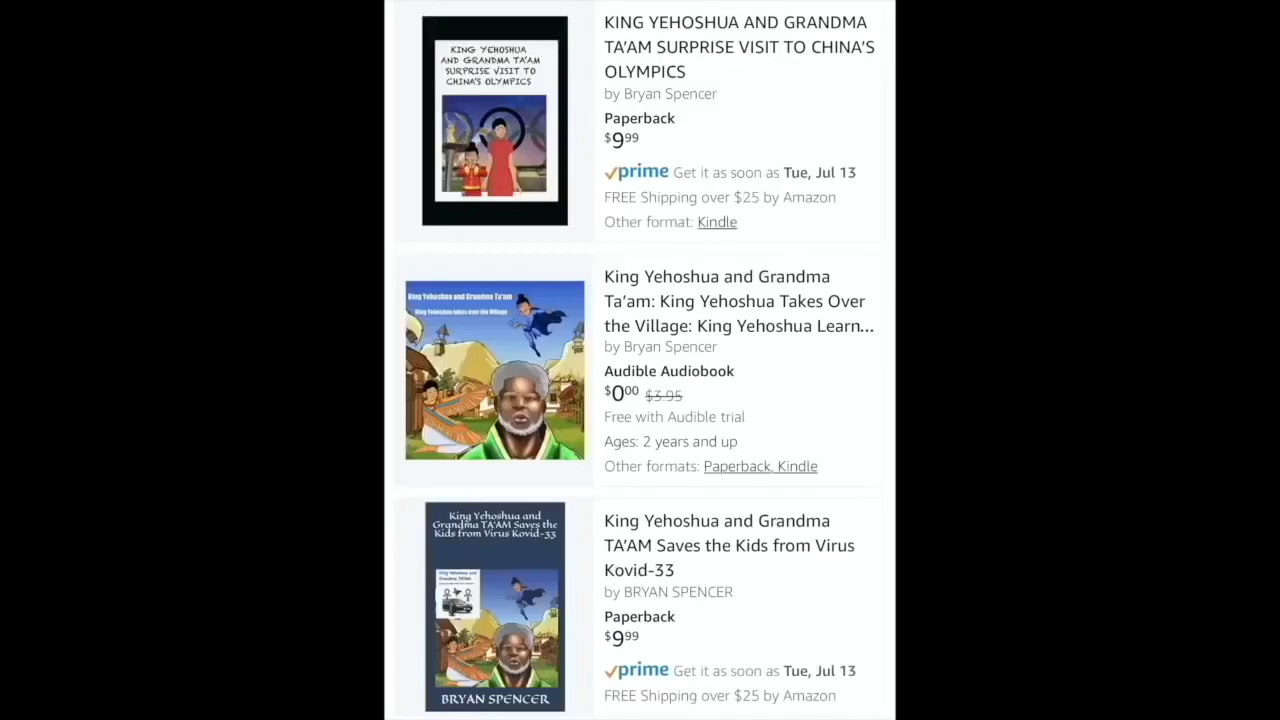 KING YEHOSHUA
AND GRANDMA TA'AM
SURPRISE VISIT TO
CHINA'S OLYMPICS
KING YEHOSHUA AND GRANDMA
TA'AM SURPRISE VISIT TO CHINA'S
OLYMPICS
by Bryan Spencer
Paperback
$9.99
prime Get it as soon as Tue, Jul 13
FREE Shipping over $25 by Amazon
Other format: Kindle
King Yehoshua and Grandma Ta'am
King Yehoshua takes over the Village
King Yehoshua and Grandma
Ta'am: King Yehoshua Takes Over
the Village: King Yehoshua Learn...
by Bryan Spencer
Audible Audiobook
$0.00 $3.95
Free with Audible trial
Ages: 2 years and up
Other formats: Paperback, Kindle
King Yehoshua and
Grandma TA'AM Saves the
Kids from Virus Kovid-33
King Yehoshua and
Grandma TA'AM
BRYAN SPENCER
King Yehoshua and Grandma
TA'AM Saves the Kids from Virus
Kovid-33
by BRYAN SPENCER
Paperback
$9.99
prime Get it as soon as Tue, Jul 13
FREE Shipping over $25 by Amazon